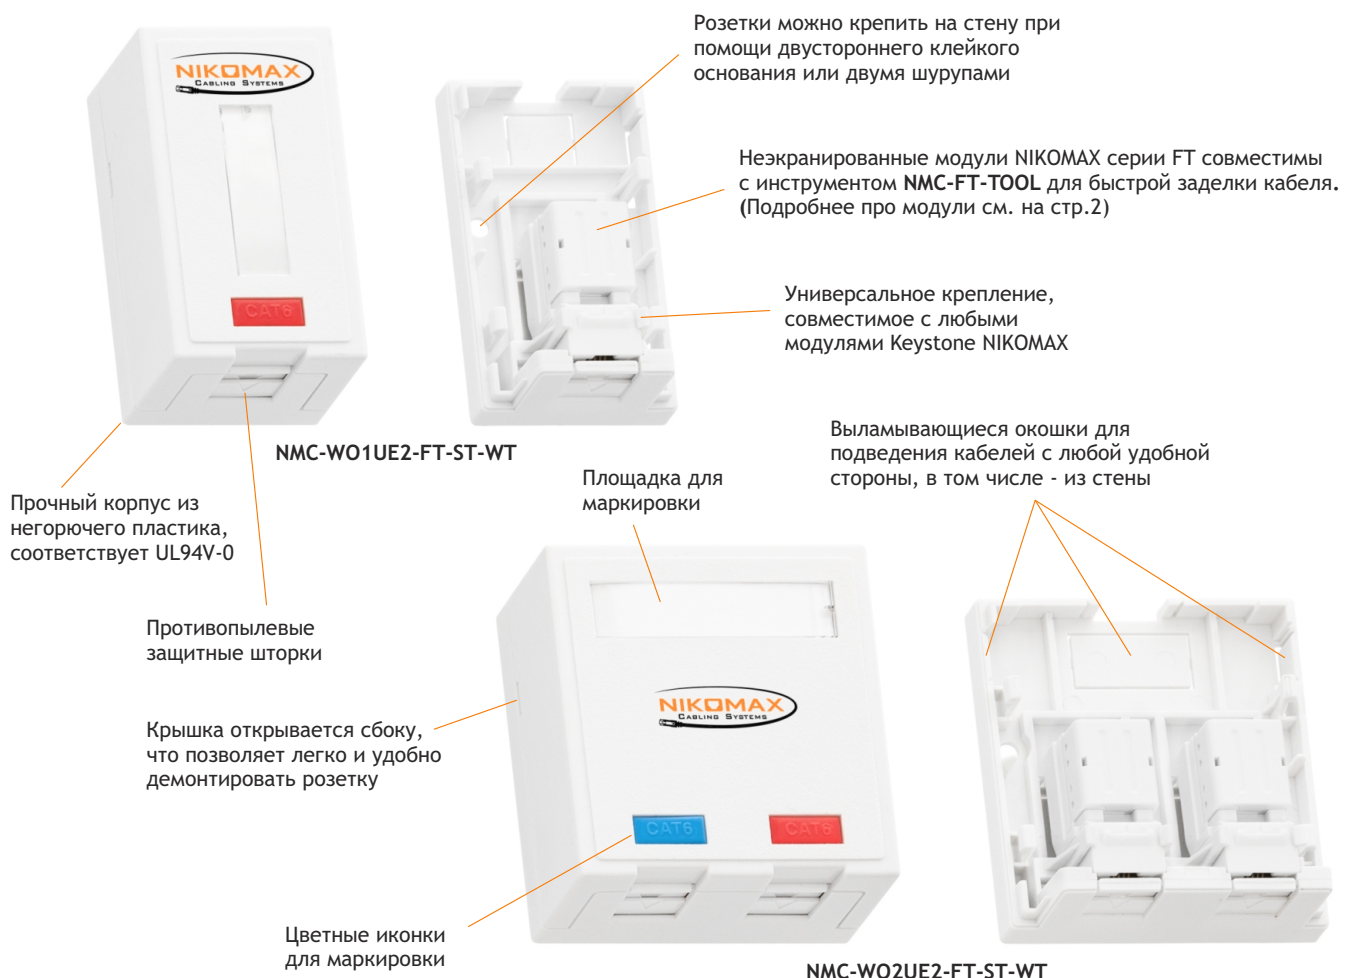 Розетки можно крепить на стену при
помощи двустороннего клейкого
основания или двумя шурупами
NIKOMAX
CABLING SYSTEMS
Неэкранированные модули NIKOMAX серии FT совместимы
с инструментом NMC-FT-TOOL для быстрой заделки кабеля.
(Подробнее про модули см. на стр.2)
Универсальное крепление,
совместимое с любыми
модулями Keystone NIKOMAX
CAT6
NMC-WO1UE2-FT-ST-WT
Выламывающиеся окошки для
подведения кабелей с любой удобной
стороны, в том числе - из стены
Площадка для
маркировки
Прочный корпус из
негорючего пластика,
соответствует UL94V-0
Противопылевые
защитные шторки
NIKOMAX
CABLING SYSTEMS
Крышка открывается сбоку,
что позволяет легко и удобно
демонтировать розетку
CAT6
CAT6
Цветные иконки
для маркировки
NMC-WO2UE2-FT-ST-WT